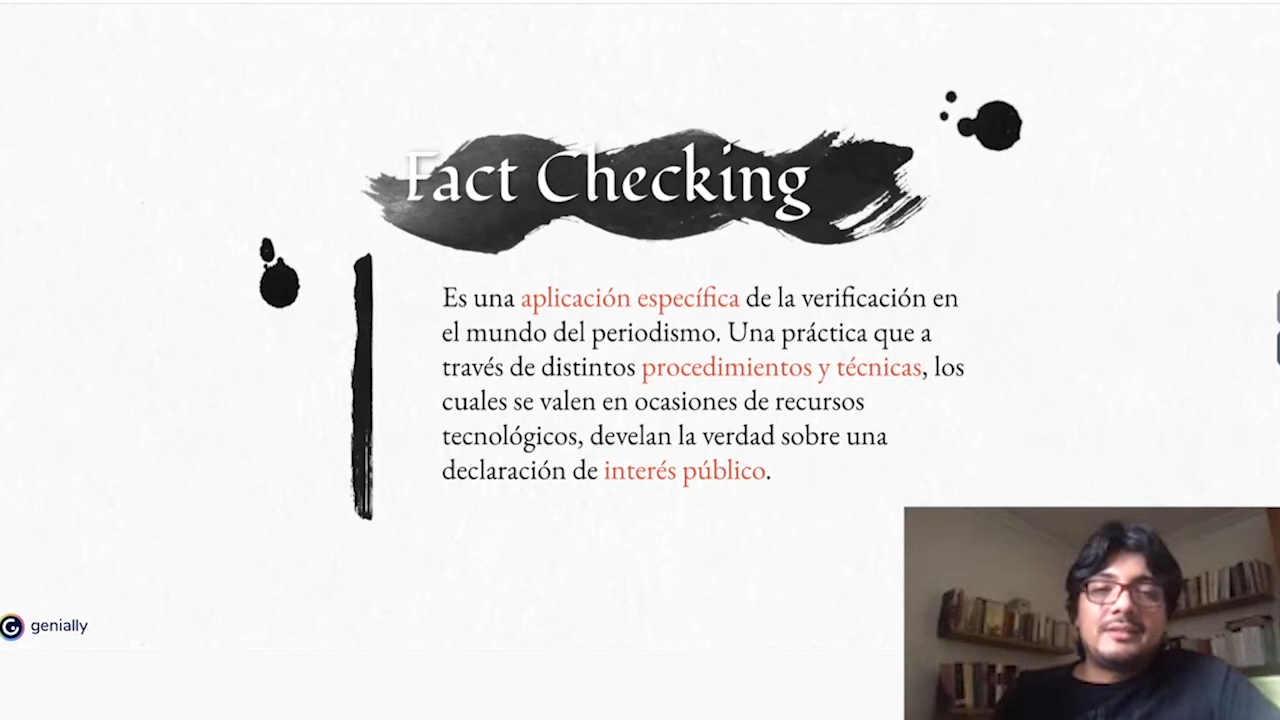 Fact Checking
Es una aplicación específica de la verificación en
el mundo del periodismo. Una práctica que a
través de distintos procedimientos y técnicas, los
cuales se valen en ocasiones de recursos
tecnológicos, develan la verdad sobre una
declaración de interés público.
genially